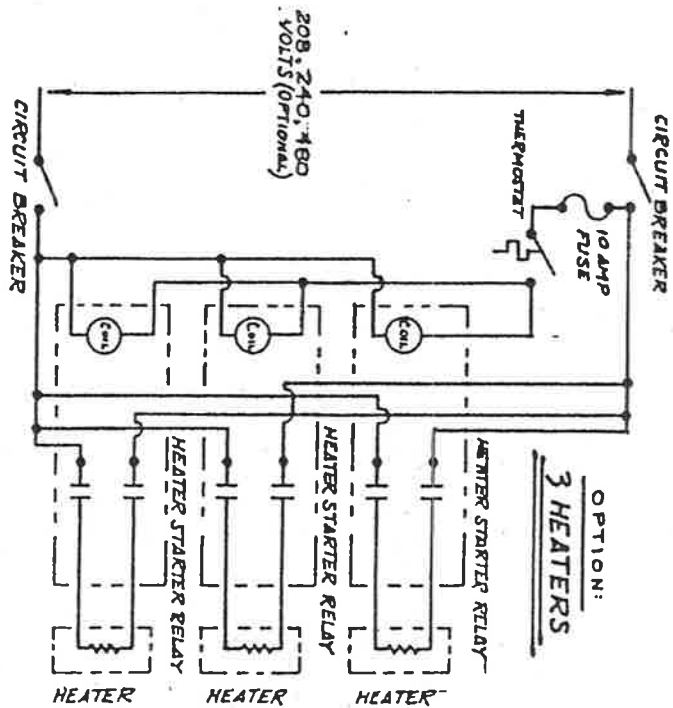 OPTION:
3 HEATERS
CIRCUIT BREAKER
10 AMP
FUSE
THERMOSTAT
208, 240, 480
VOLTS (OPTIONAL)
CIRCUIT BREAKER
COIL
COIL
COIL
HEATER STARTER RELAY
HEATER STARTER RELAY
HEATER STARTER RELAY
HEATER
HEATER
HEATER